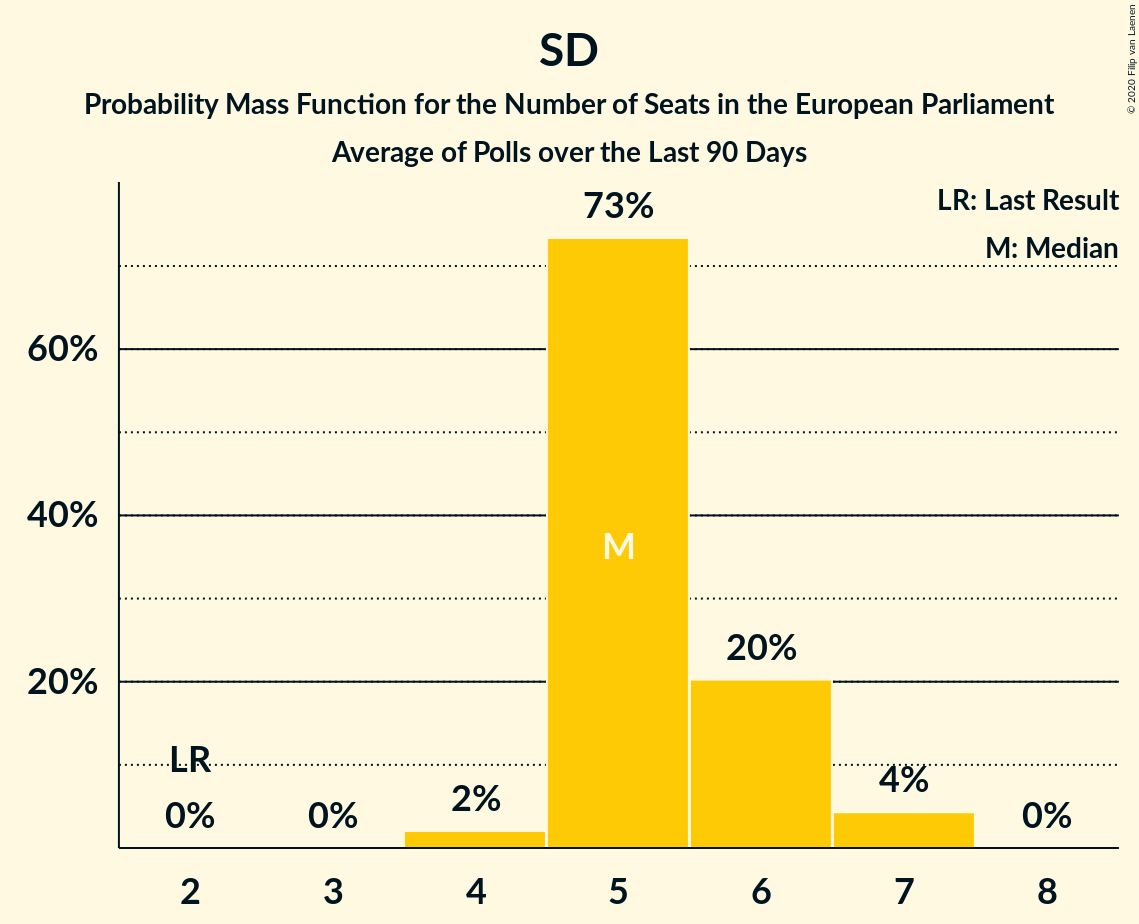 SD
Probability Mass Function for the Number of Seats in the European Parliament
Average of Polls over the Last 90 Days
© 2020 Filip van Laenen
LR: Last Result
M: Median
73%
60%
40%
M
20%
20%
LR
0%
0%
2%
4%
0%
2 3 4 5 6 7 8